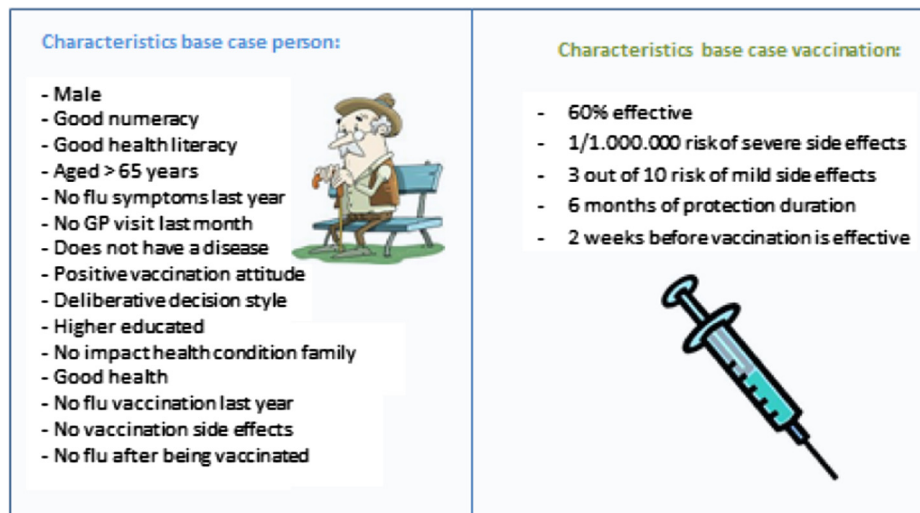 Characteristics base case person:
- Male
- Good numeracy
- Good health literacy
- Aged > 65 years
- No flu symptoms last year
- No GP visit last month
- Does not have a disease
- Positive vaccination attitude
- Deliberative decision style
- Higher educated
- No impact health condition family
- Good health
- No flu vaccination last year
- No vaccination side effects
- No flu after being vaccinated
Characteristics base case vaccination:
- 60% effective
- 1/1.000.000 risk of severe side effects
- 3 out of 10 risk of mild side effects
- 6 months of protection duration
- 2 weeks before vaccination is effective